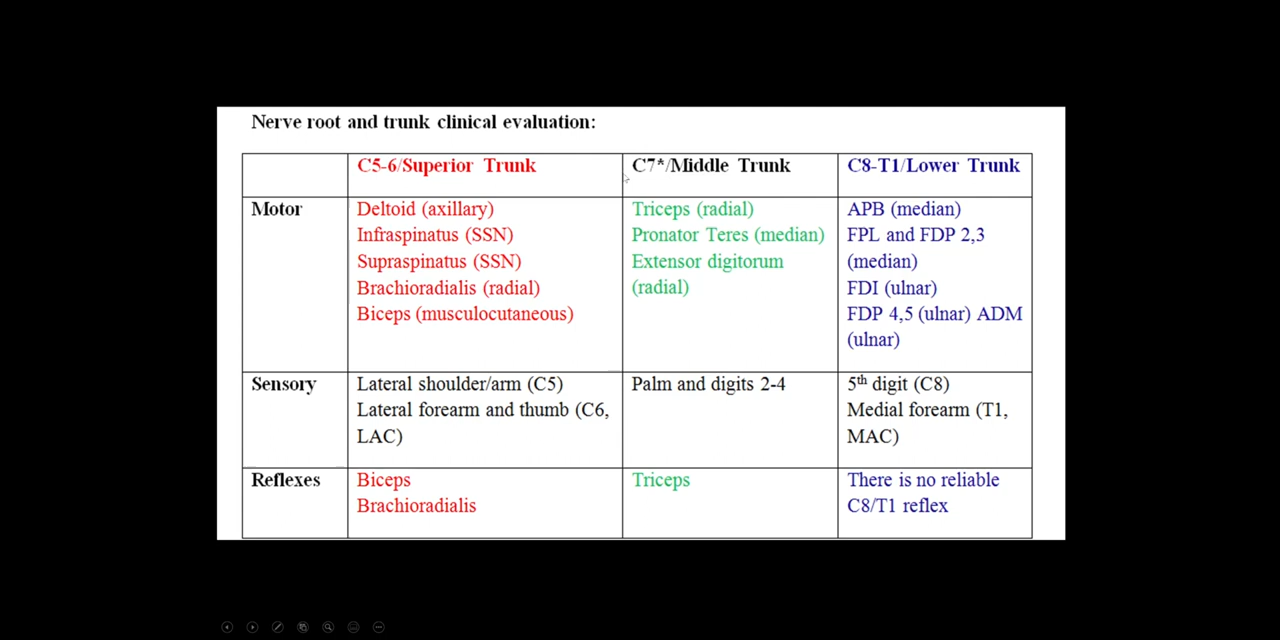 Nerve root and trunk clinical evaluation:
C5-6/Superior Trunk
C7*/Middle Trunk
C8-T1/Lower Trunk
Motor
Deltoid (axillary)
Infraspinatus (SSN)
Supraspinatus (SSN)
Brachioradialis (radial)
Biceps (musculocutaneous)
Triceps (radial)
Pronator Teres (median)
Extensor digitorum
(radial)
APB (median)
FPL and FDP 2,3
(median)
FDI (ulnar)
FDP 4,5 (ulnar) ADM
(ulnar)
Sensory
Lateral shoulder/arm (C5)
Lateral forearm and thumb (C6,
LAC)
Palm and digits 2-4
5th digit (C8)
Medial forearm (T1,
MAC)
Reflexes
Biceps
Brachioradialis
Triceps
There is no reliable
C8/T1 reflex